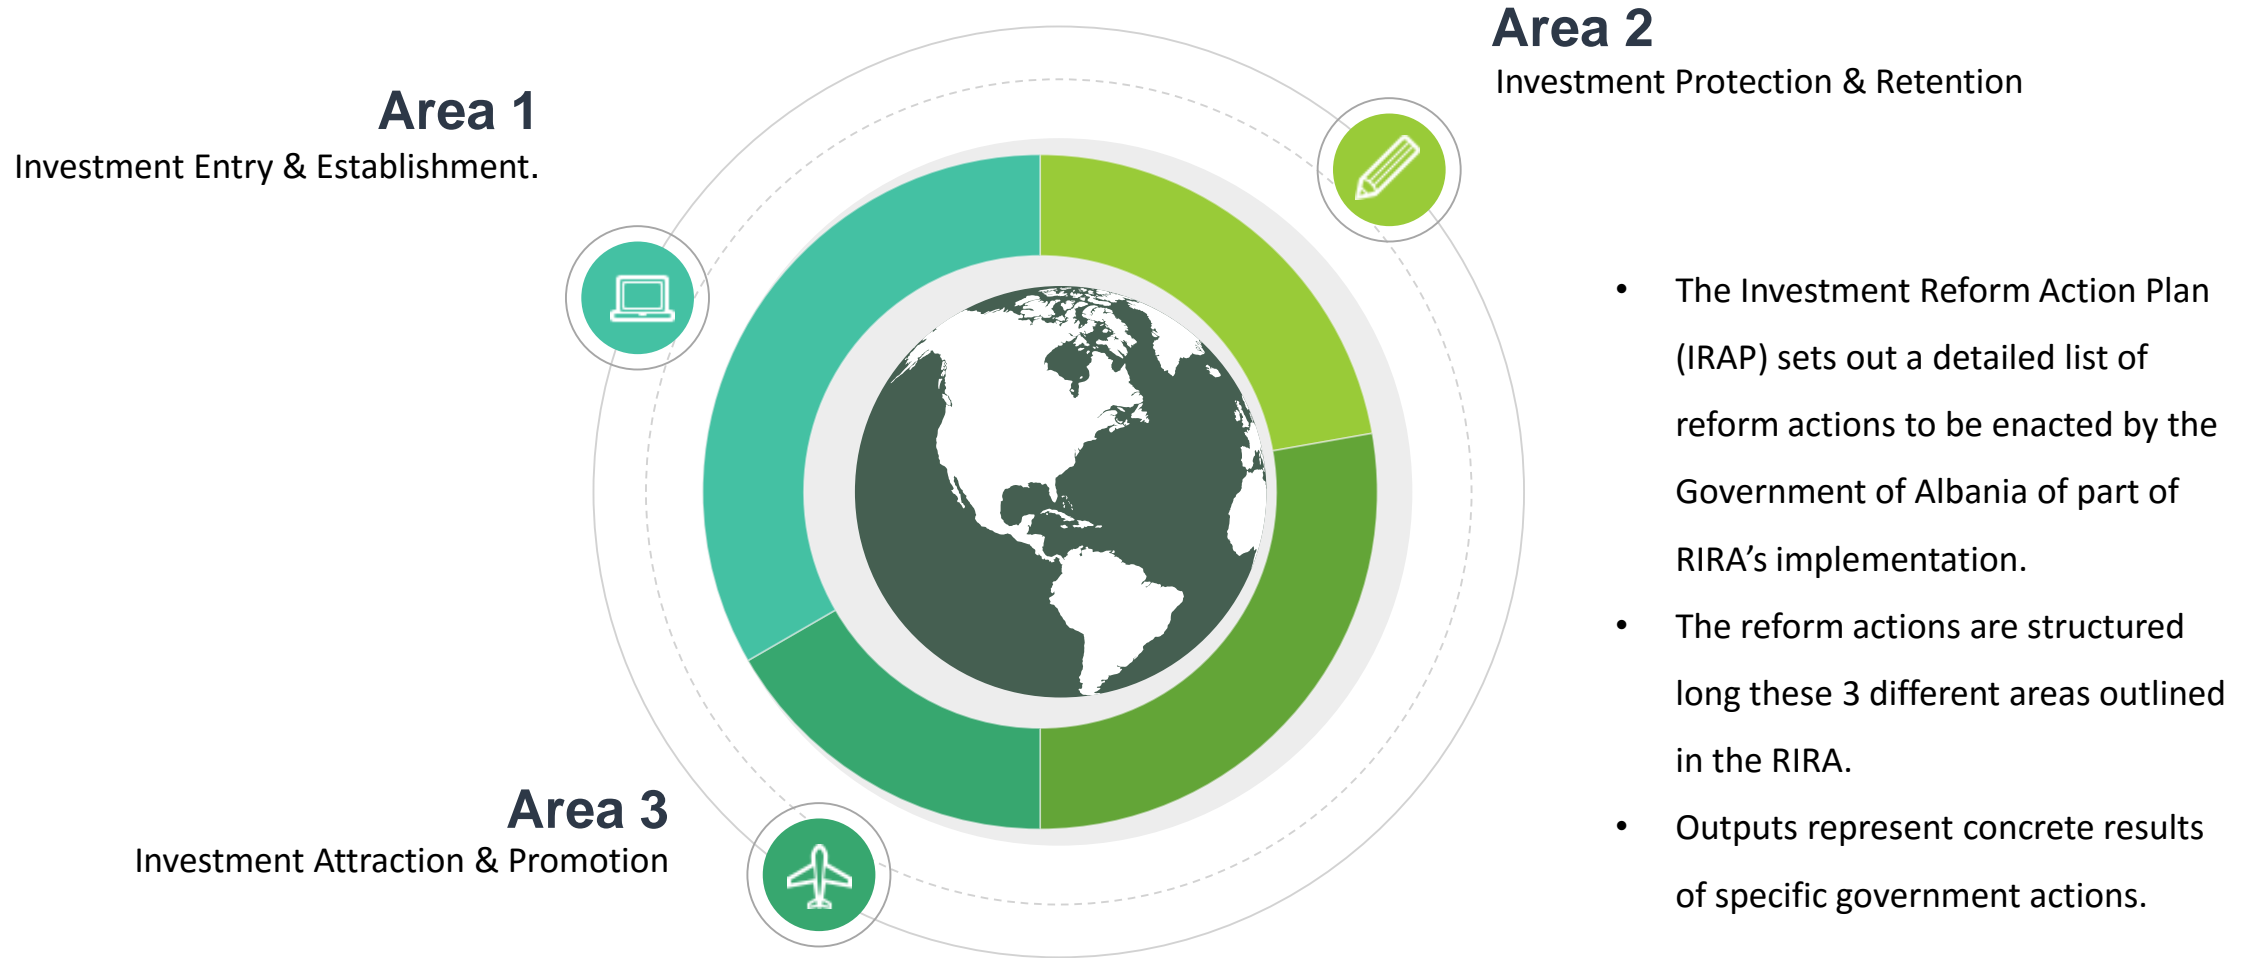 Area 1
Investment Entry & Establishment.
Area 2
Investment Protection & Retention
• The Investment Reform Action Plan
(IRAP) sets out a detailed list of
reform actions to be enacted by the
Government of Albania of part of
RIRA’s implementation.
• The reform actions are structured
long these 3 different areas outlined
in the RIRA.
• Outputs represent concrete results
of specific government actions.
Area 3
Investment Attraction & Promotion